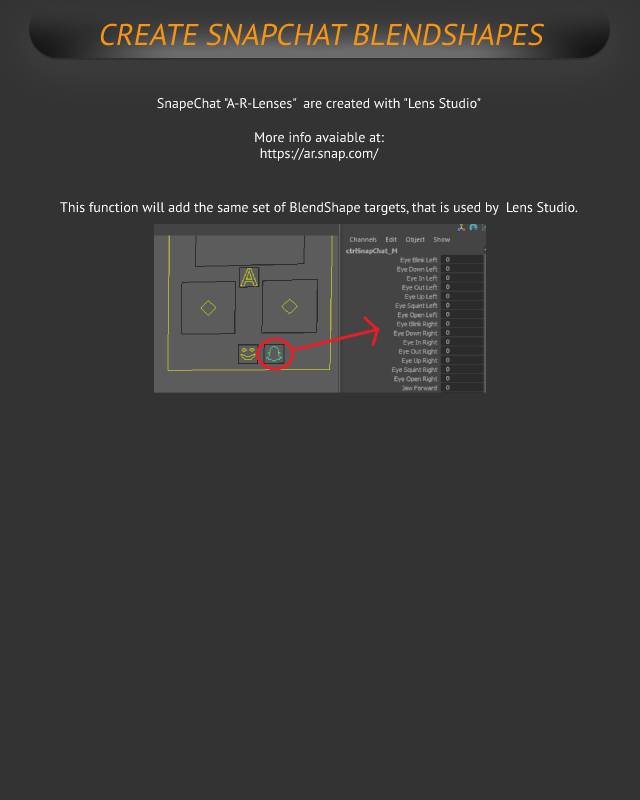 CREATE SNAPCHAT BLENDSHAPES
SnapeChat "A-R-Lenses"  are created with "Lens Studio"
More info avaiable at:
https://ar.snap.com/
This function will add the same set of BlendShape targets, that is used by  Lens Studio.
Channels Edit Object Show
ctrlSnapChat_M
A
Eye Blink Left 0
Eye Down Left 0
Eye In Left 0
Eye Out Left 0
Eye Up Left 0
Eye Squint Left 0
Eye Open Left 0
Eye Blink Right 0
Eye Down Right 0
Eye In Right 0
Eye Out Right 0
Eye Up Right 0
Eye Squint Right 0
Eye Open Right 0
Jaw Forward 0